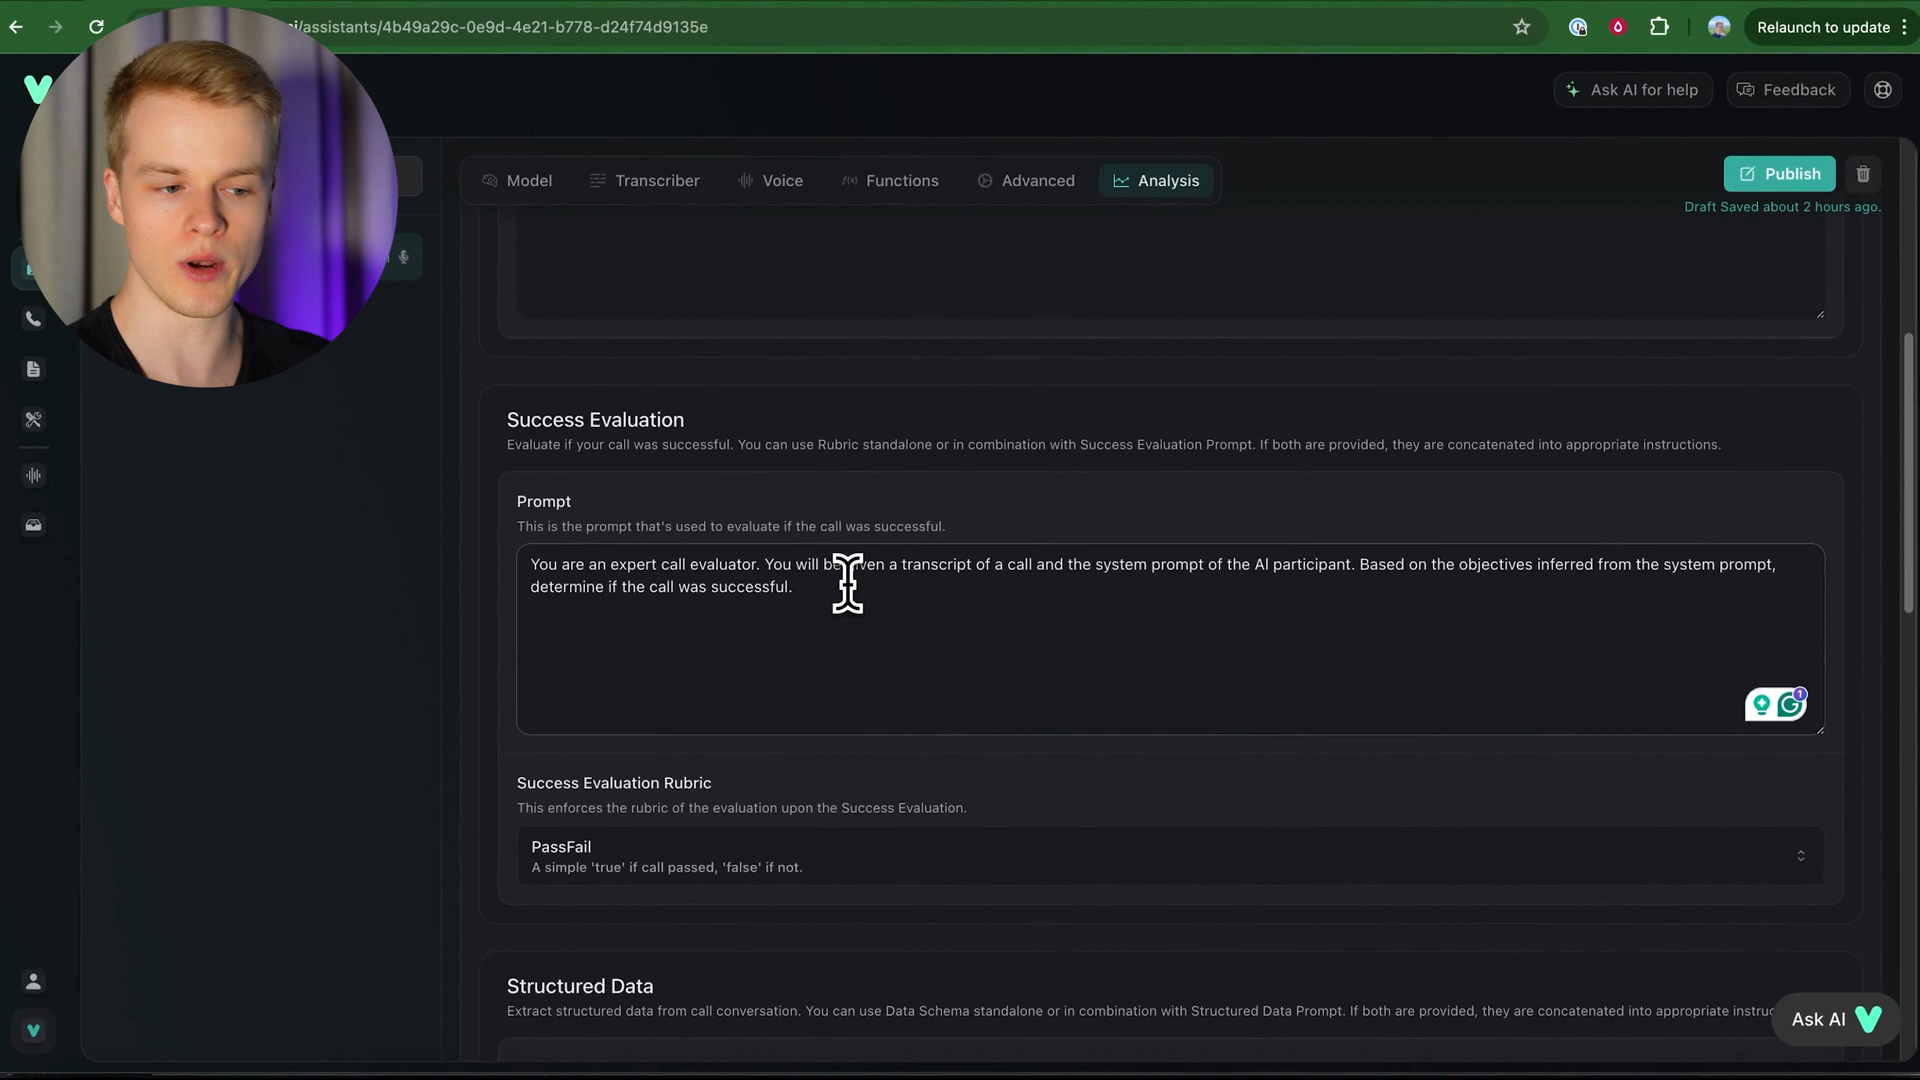 i/assistants/4b49a29c-0e9d-4e21-b778-d24f74d9135e
Relaunch to update
Ask AI for help
Feedback
Model
Transcriber
Voice
Functions
Advanced
Analysis
Publish
Draft Saved about 2 hours ago.
Success Evaluation
Evaluate if your call was successful. You can use Rubric standalone or in combination with Success Evaluation Prompt. If both are provided, they are concatenated into appropriate instructions.
Prompt
This is the prompt that's used to evaluate if the call was successful.
You are an expert call evaluator. You will be given a transcript of a call and the system prompt of the AI participant. Based on the objectives inferred from the system prompt,
determine if the call was successful.
1
Success Evaluation Rubric
This enforces the rubric of the evaluation upon the Success Evaluation.
PassFail
A simple 'true' if call passed, 'false' if not.
Structured Data
Extract structured data from call conversation. You can use Data Schema standalone or in combination with Structured Data Prompt. If both are provided, they are concatenated into appropriate instruc
Ask AI